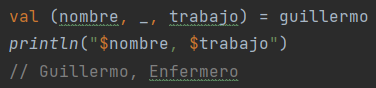 val (nombre, _, trabajo) = guillermo
println("$nombre, $trabajo")
// Guillermo, Enfermero